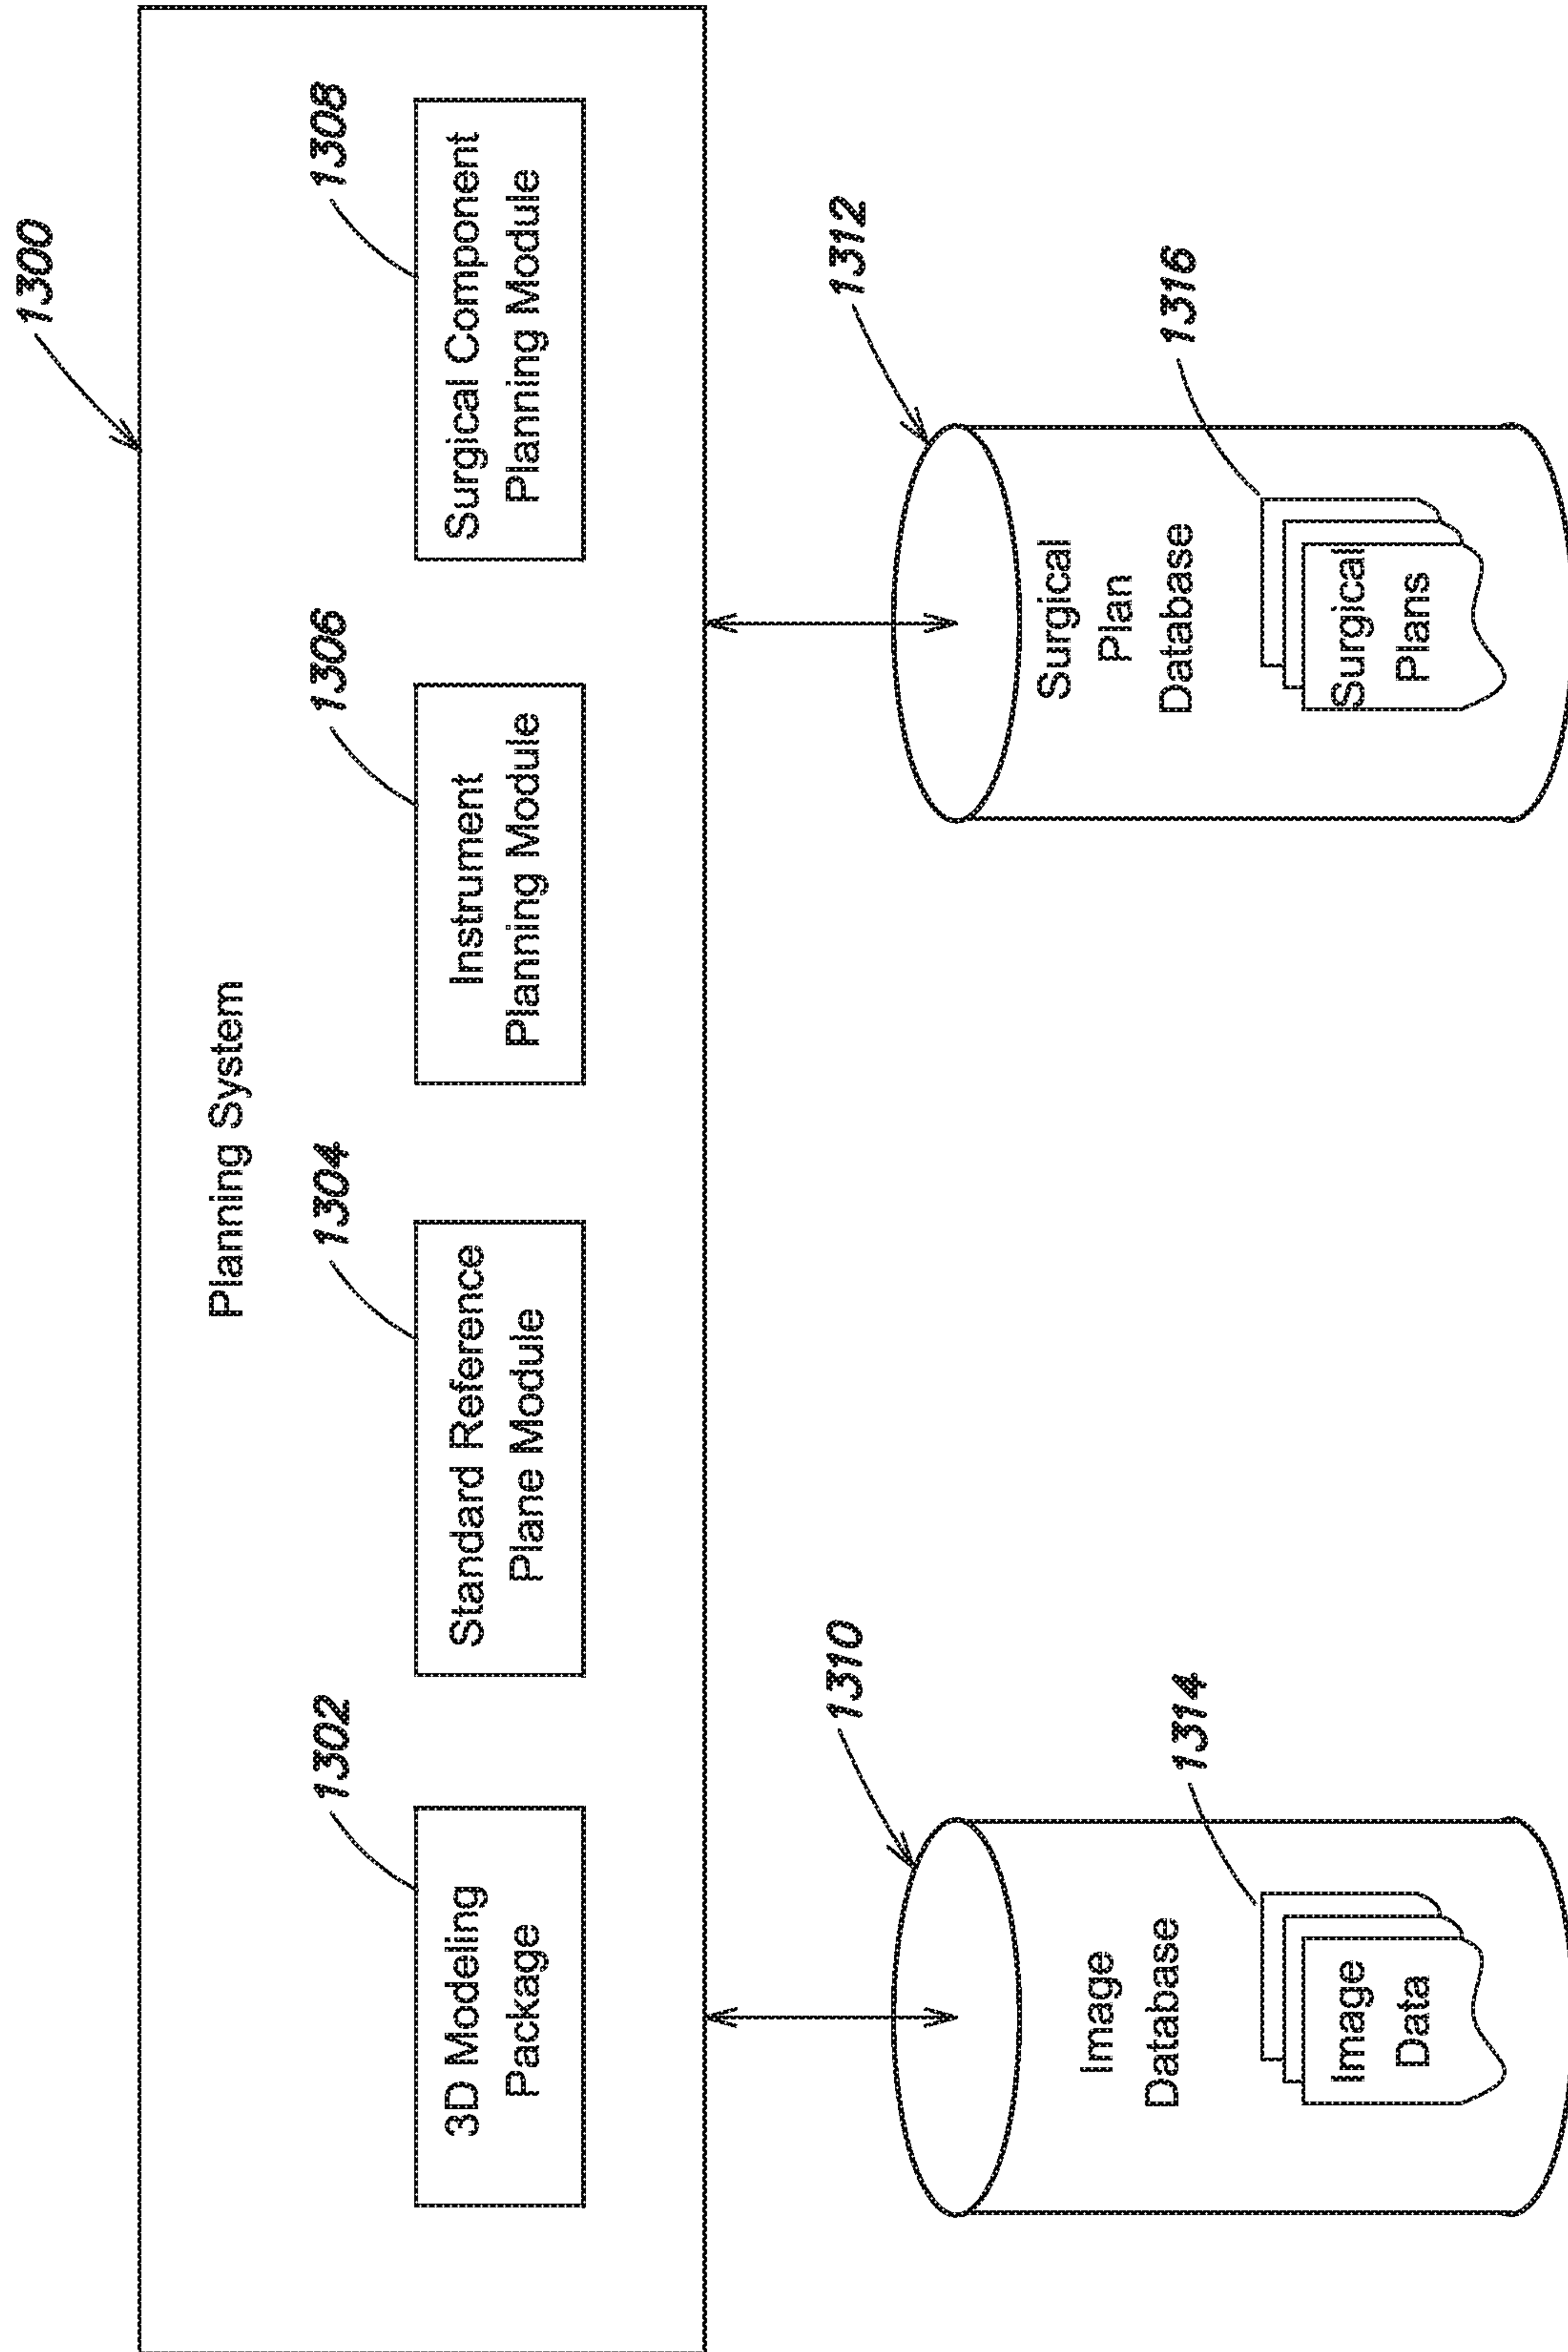 1300
Planning System
1302
3D Modeling
Package
1304
Standard Reference
Plane Module
1306
Instrument
Planning Module
1308
Surgical Component
Planning Module
1310
Image
Database
1314
Image
Data
1312
Surgical
Plan
Database
1316
Surgical
Plans